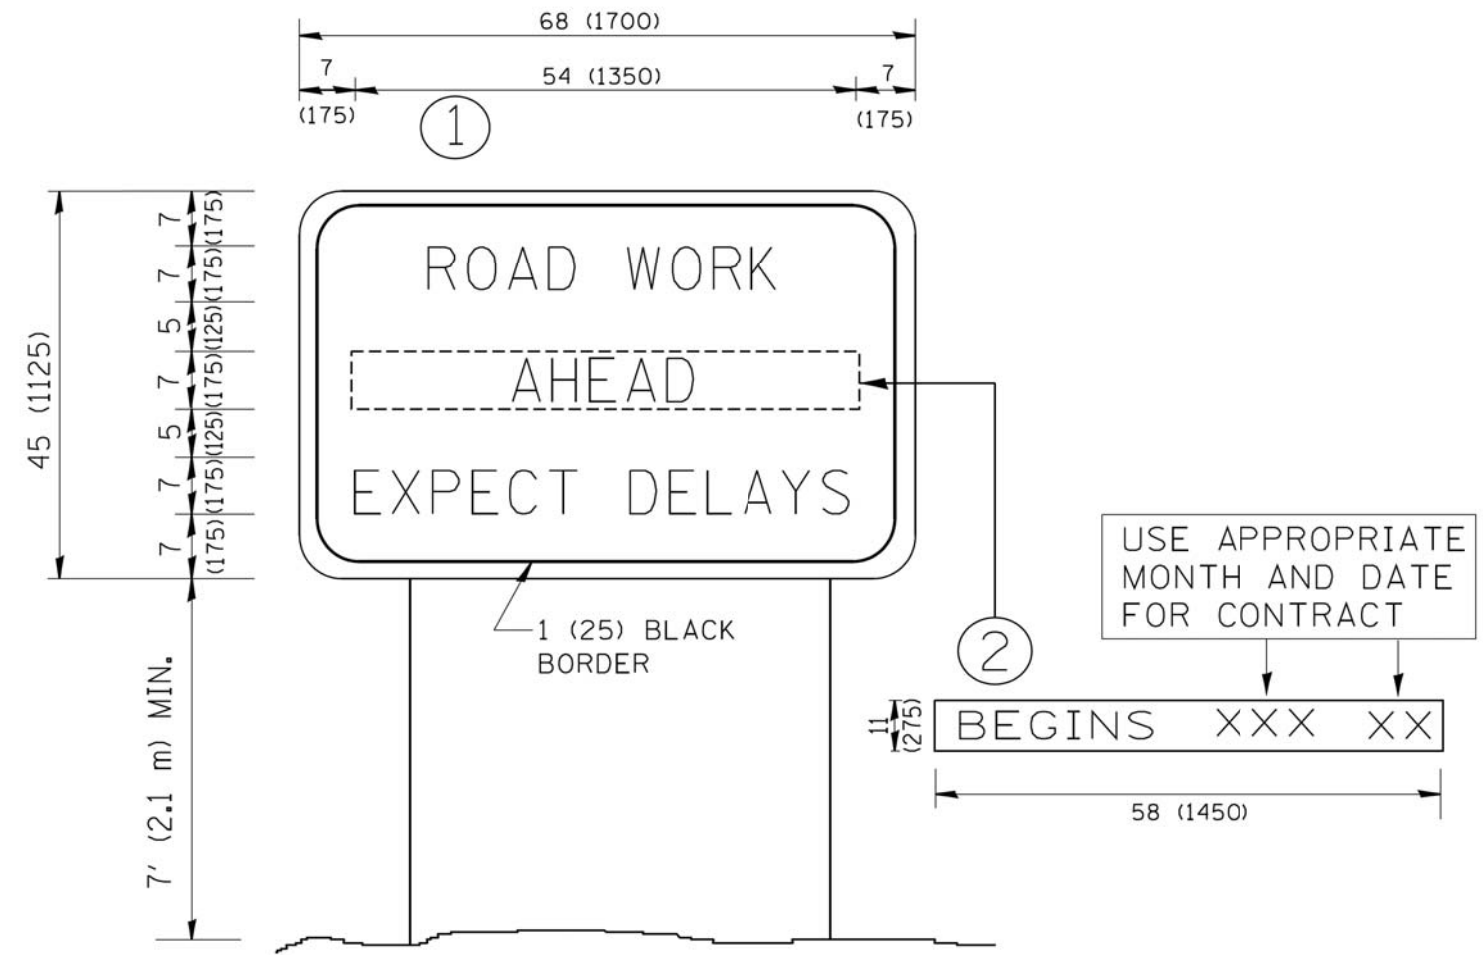 68 (1700)
7
54 (1350)
7
(175)
(175)
1
45 (1125)
7
(175)
7
(175)
5
(125)
7
(175)
5
(125)
7
(175)
7
(175)
ROAD WORK
AHEAD
EXPECT DELAYS
1 (25) BLACK
BORDER
7' (2.1 m) MIN.
2
USE APPROPRIATE
MONTH AND DATE
FOR CONTRACT
11
(275)
BEGINS XXX XX
58 (1450)